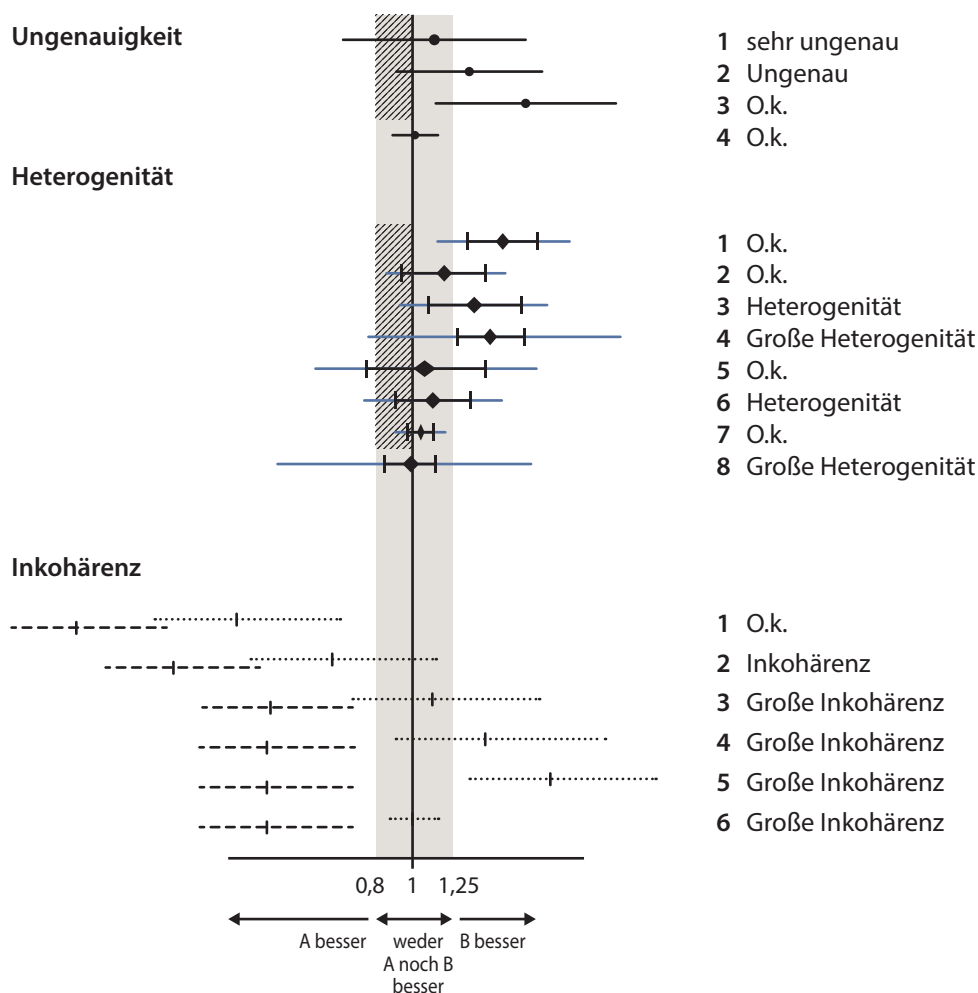 Ungenauigkeit
1 sehr ungenau
2 Ungenau
3 O.k.
4 O.k.
Heterogenität
1 O.k.
2 O.k.
3 Heterogenität
4 Große Heterogenität
5 O.k.
6 Heterogenität
7 O.k.
8 Große Heterogenität
Inkohärenz
1 O.k.
2 Inkohärenz
3 Große Inkohärenz
4 Große Inkohärenz
5 Große Inkohärenz
6 Große Inkohärenz
0,8 1 1,25
A besser weder B besser
A noch B
besser